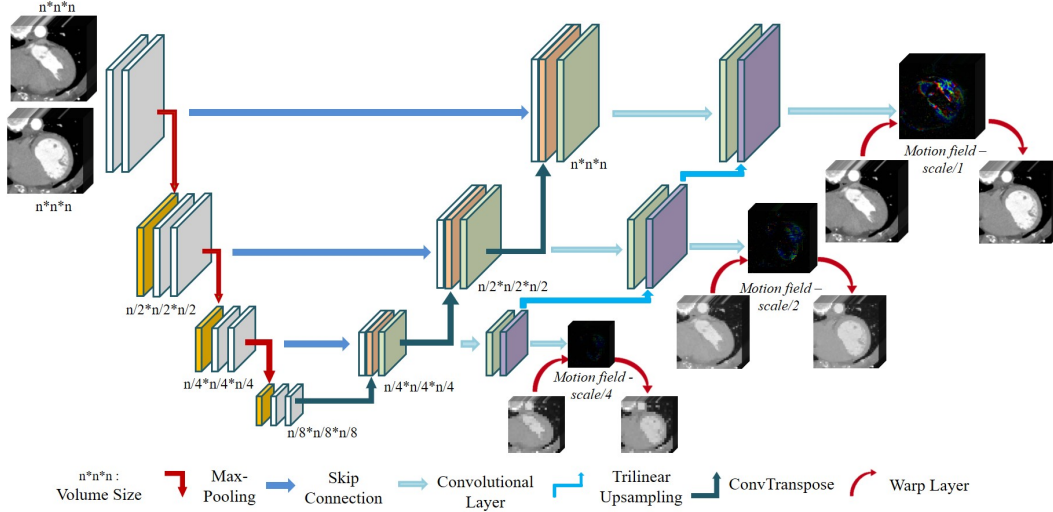 n*n*n
n*n*n
n*n*n
Motion field –
scale/1
n/2*n/2*n/2
n/2*n/2*n/2
Motion field –
scale/2
n/4*n/4*n/4
n/4*n/4*n/4
Motion field -
scale/4
n/8*n/8*n/8
n*n*n :
Volume Size
Max-
Pooling
Skip
Connection
Convolutional
Layer
Trilinear
Upsampling
ConvTranspose
Warp Layer